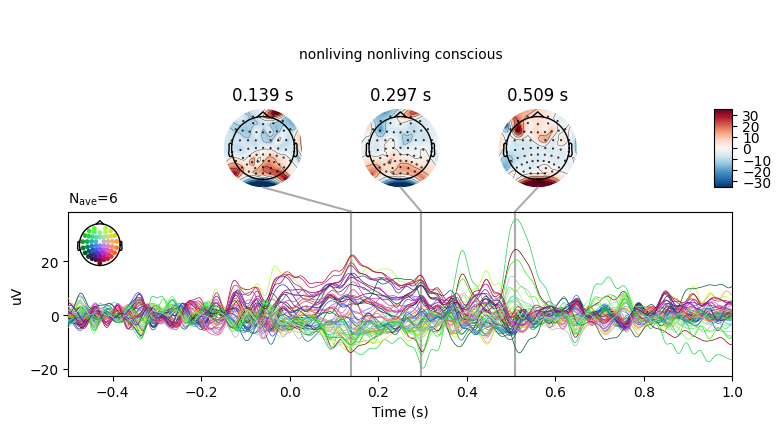 nonliving nonliving conscious
0.139 s 0.297 s 0.509 s
30
20
10
0
−10
−20
−30
Nave=6
20
0
−20
uV
−0.4 −0.2 0.0 0.2 0.4 0.6 0.8 1.0
Time (s)